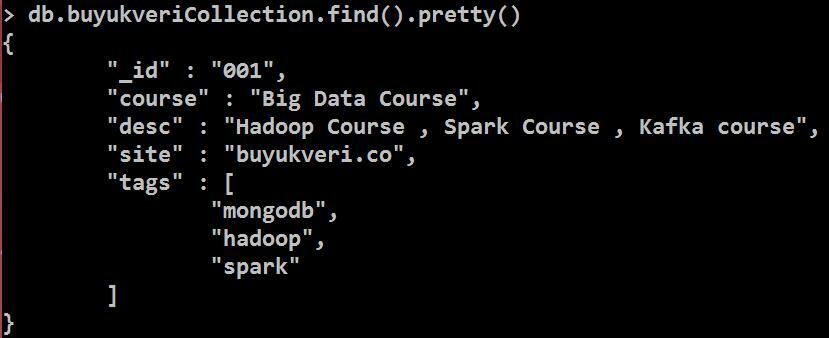 > db.buyukveriCollection.find().pretty()
{
"_id" : "001",
"course" : "Big Data Course",
"desc" : "Hadoop Course , Spark Course , Kafka course",
"site" : "buyukveri.co",
"tags" : [
"mongodb",
"hadoop",
"spark"
]
}